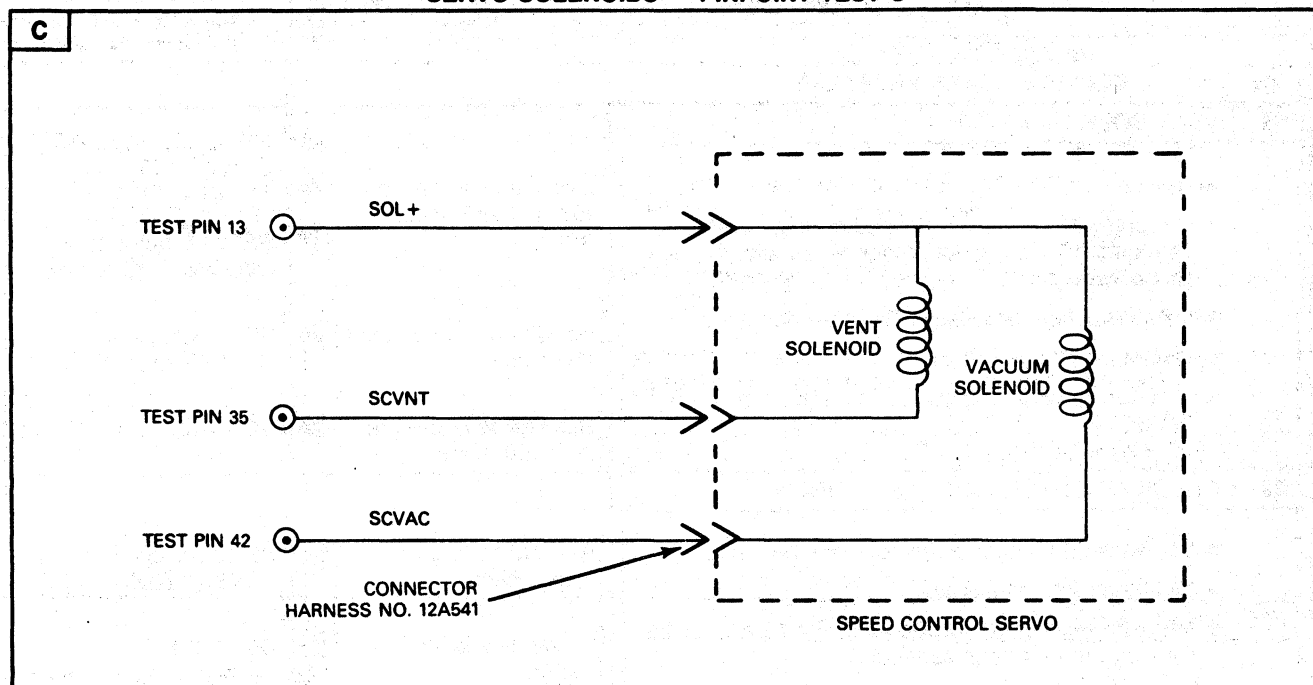 C
TEST PIN 13
SOL+
VENT
SOLENOID
VACUUM
SOLENOID
TEST PIN 35
SCVNT
TEST PIN 42
SCVAC
CONNECTOR
HARNESS NO. 12A541
SPEED CONTROL SERVO